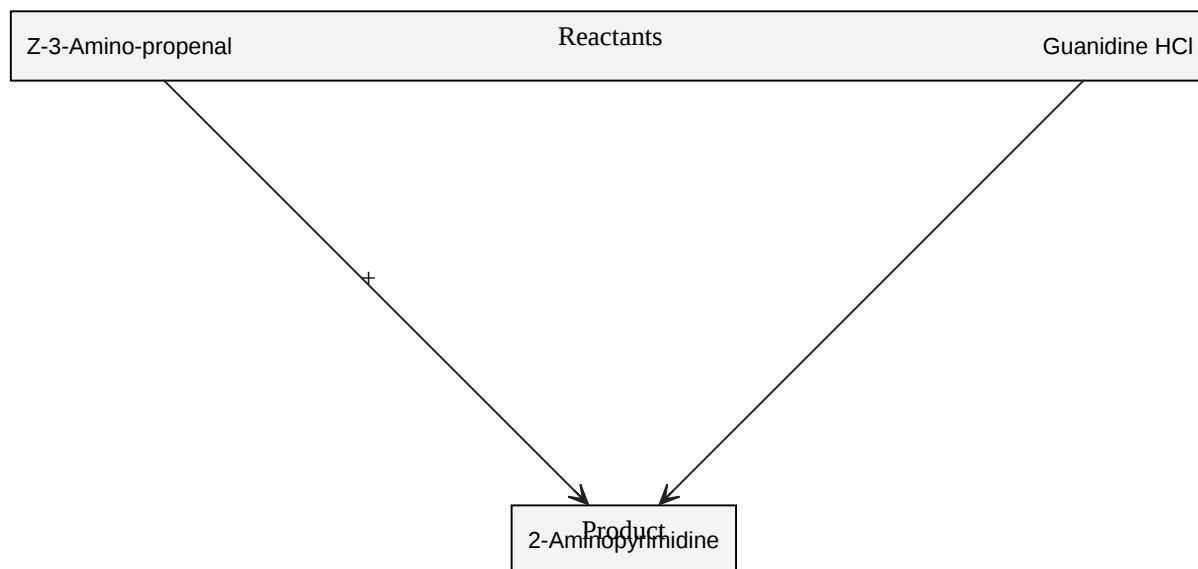 Reactants
Z-3-Amino-propenal
Guanidine HCl
+
Product
2-Aminopyrimidine